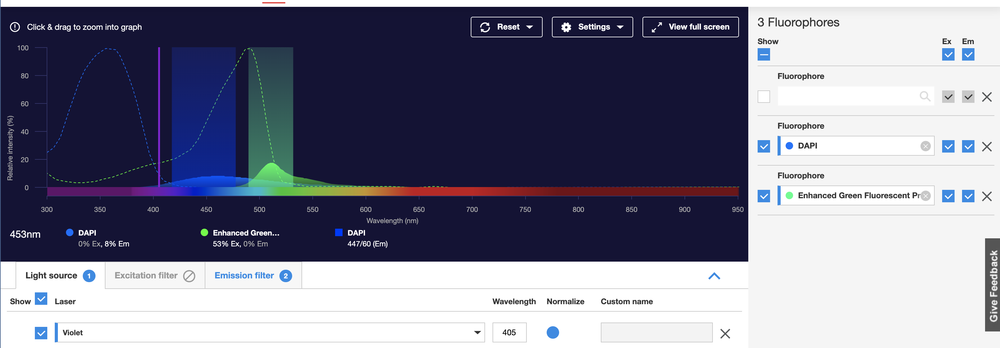 Click & drag to zoom into graph
Reset
Settings
View full screen
Relative intensity (%)
100
80
60
40
20
0
300 350 400 450 500 550 600 650 700 750 800 850 900 950
Wavelength (nm)
453nm
DAPI
0% Ex, 8% Em
Enhanced Green...
53% Ex, 0% Em
DAPI
447/60 (Em)
Light source 1
Excitation filter
Emission filter 2
Show Laser Wavelength Normalize Custom name
Violet 405
3 Fluorophores
Show Ex Em
Fluorophore
Fluorophore
DAPI
Fluorophore
Enhanced Green Fluorescent Pr
Give Feedback